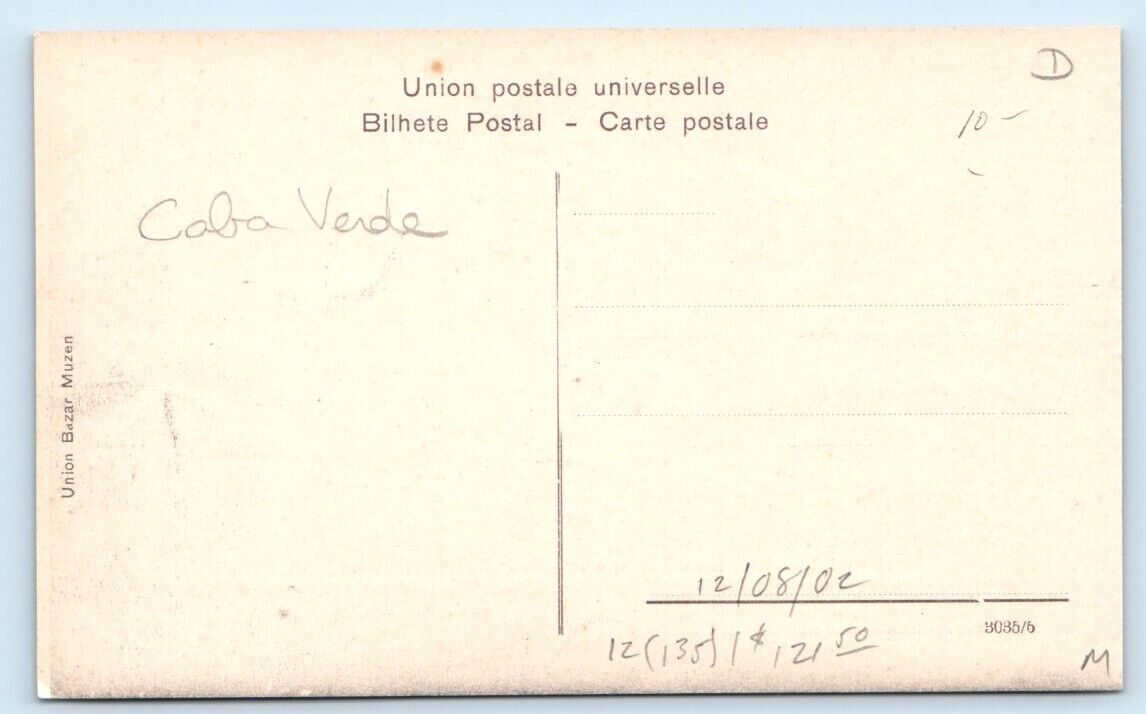 D
Union postale universelle
Bilhete Postal – Carte postale
10-
Caba Verde
Union Bazar Muzen
12/08/02
3035/6
12(135) 1 $ 121 50
M